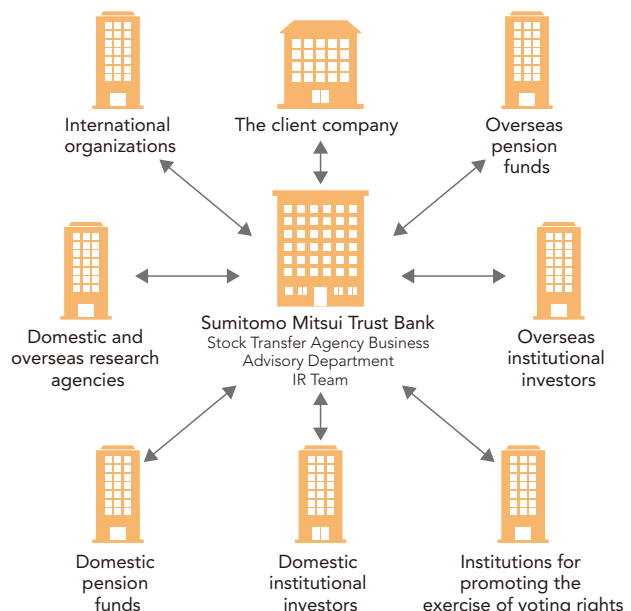 International
organizations
The client company
Overseas
pension
funds
Domestic and
overseas research
agencies
Sumitomo Mitsui Trust Bank
Stock Transfer Agency Business
Advisory Department
IR Team
Overseas
institutional
investors
Domestic
pension
funds
Domestic
institutional
investors
Institutions for
promoting the
exercise of voting rights